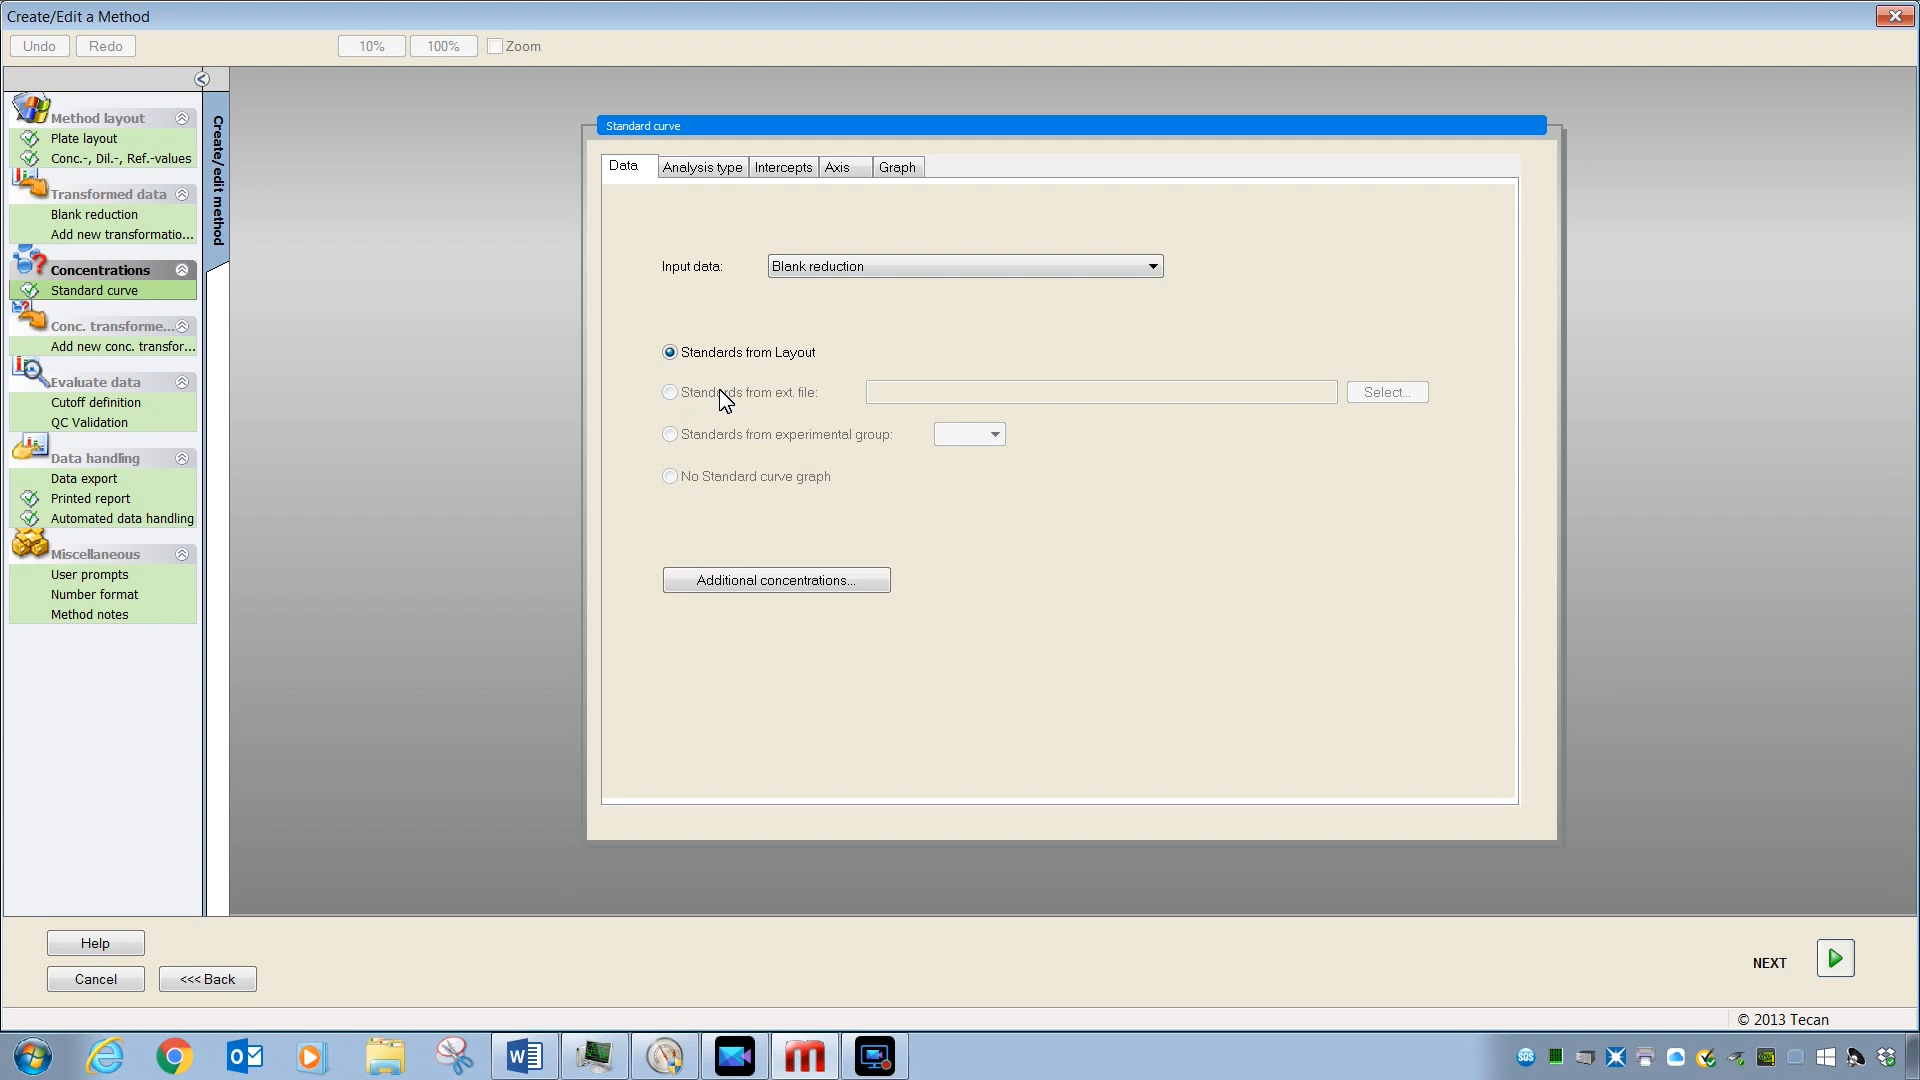 Create/Edit a Method
Undo
Redo
10%
100%
Zoom
Method layout
Plate layout
Conc.-, Dil.-, Ref.-values
Transformed data
Blank reduction
Add new transformatio...
Concentrations
Standard curve
Conc. transforme...
Add new conc. transfor...
Evaluate data
Cutoff definition
QC Validation
Data handling
Data export
Printed report
Automated data handling
Miscellaneous
User prompts
Number format
Method notes
Create/edit method
Standard curve
Data
Analysis type
Intercepts
Axis
Graph
Input data:
Blank reduction
Standards from Layout
Standards from ext. file:
Select...
Standards from experimental group:
No Standard curve graph
Additional concentrations...
Help
Cancel
<<< Back
NEXT
© 2013 Tecan
SGS